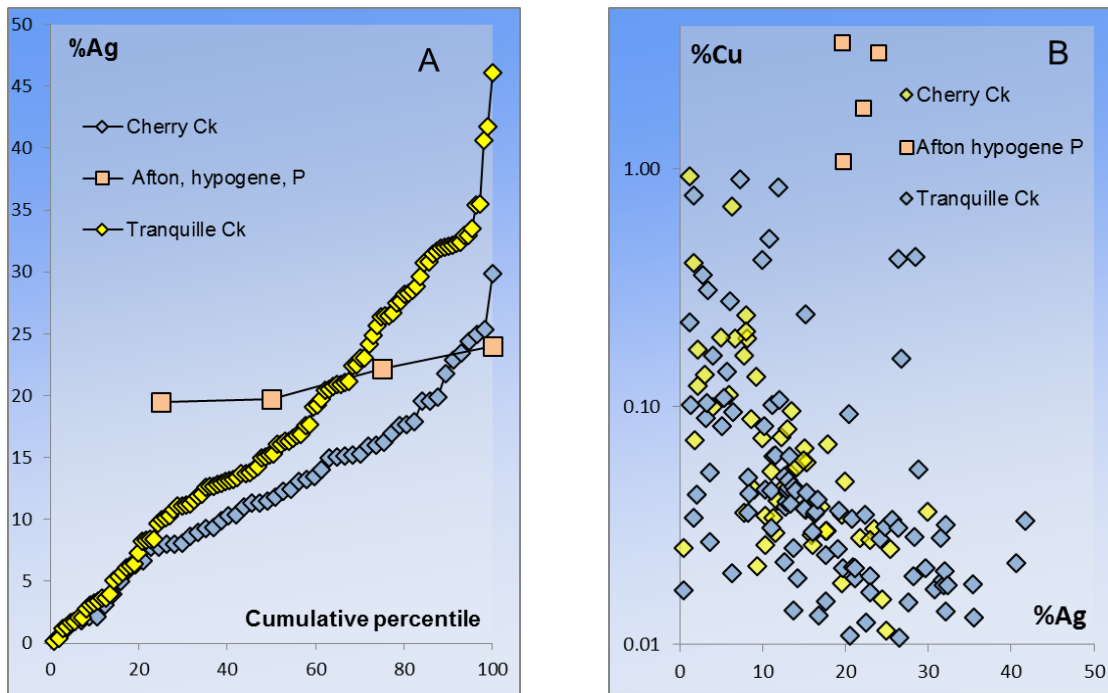 %Ag
A
Cherry Ck
Afton, hypogene, P
Tranquille Ck
Cumulative percentile
50
45
40
35
30
25
20
15
10
5
0
0 20 40 60 80 100
%Cu
B
Cherry Ck
Afton hypogene P
Tranquille Ck
%Ag
1.00
0.10
0.01
0 10 20 30 40 50